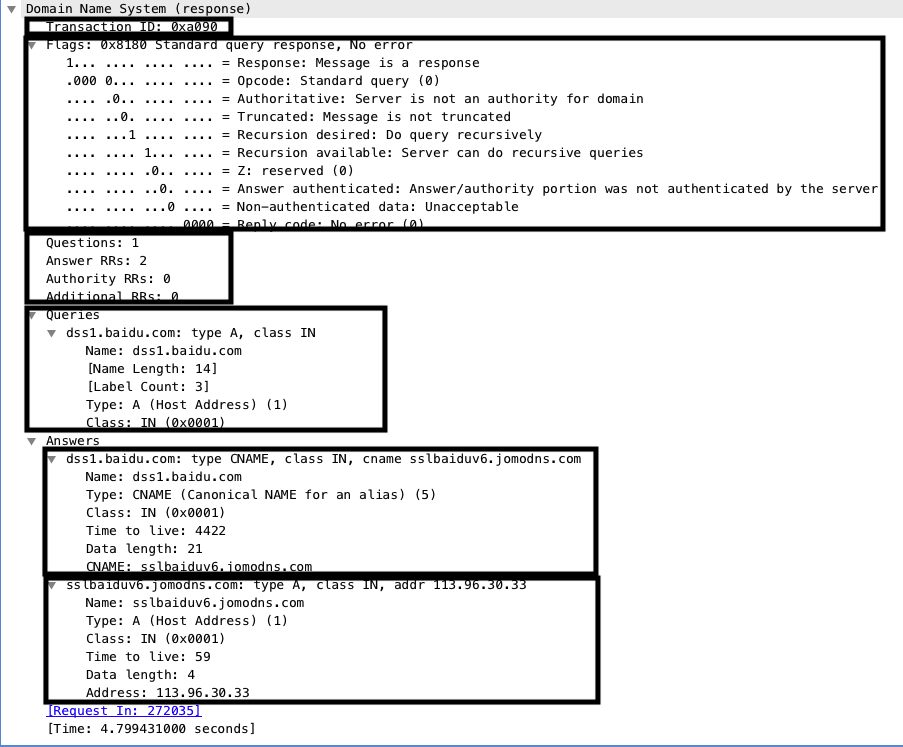 Domain Name System (response)
Transaction ID: 0xa090
Flags: 0x8180 Standard query response, No error
1... .... .... .... = Response: Message is a response
.000 0... .... .... = Opcode: Standard query (0)
.... .0.. .... .... = Authoritative: Server is not an authority for domain
.... ..0. .... .... = Truncated: Message is not truncated
.... ...1 .... .... = Recursion desired: Do query recursively
.... .... 1... .... = Recursion available: Server can do recursive queries
.... .... .0.. .... = Z: reserved (0)
.... .... ..0. .... = Answer authenticated: Answer/authority portion was not authenticated by the server
.... .... ...0 .... = Non-authenticated data: Unacceptable
.... .... .... 0000 = Reply code: No error (0)
Questions: 1
Answer RRs: 2
Authority RRs: 0
Additional RRs: 0
Queries
dss1.baidu.com: type A, class IN
Name: dss1.baidu.com
[Name Length: 14]
[Label Count: 3]
Type: A (Host Address) (1)
Class: IN (0x0001)
Answers
dss1.baidu.com: type CNAME, class IN, cname sslbaiduv6.jomodns.com
Name: dss1.baidu.com
Type: CNAME (Canonical NAME for an alias) (5)
Class: IN (0x0001)
Time to live: 4422
Data length: 21
CNAME: sslbaiduv6.jomodns.com
sslbaiduv6.jomodns.com: type A, class IN, addr 113.96.30.33
Name: sslbaiduv6.jomodns.com
Type: A (Host Address) (1)
Class: IN (0x0001)
Time to live: 59
Data length: 4
Address: 113.96.30.33
[Request In: 272035]
[Time: 4.799431000 seconds]